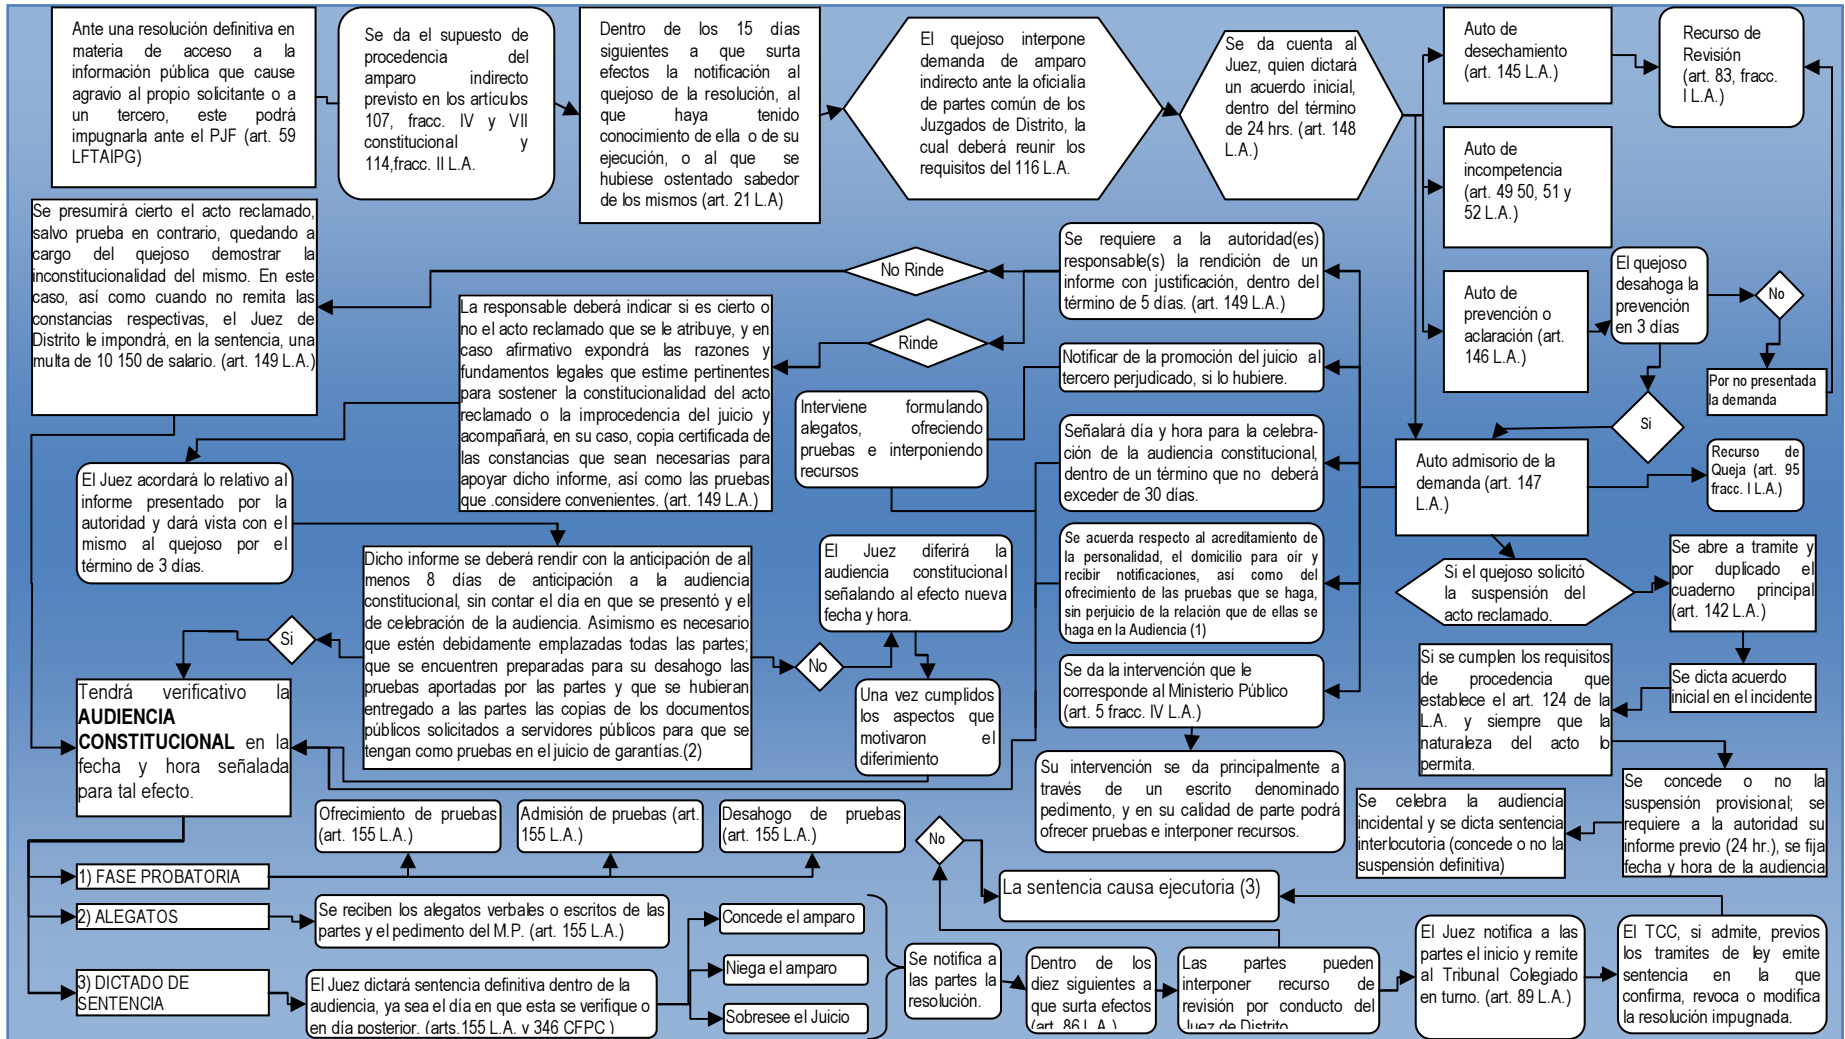 Ante una resolución definitiva en
materia de acceso a la
información pública que cause
agravio al propio solicitante o a
un tercero, este podrá
impugnarla ante el PJF (art. 59
LFTAIPG)
Se da el supuesto de
procedencia del
amparo indirecto
previsto en los artículos
107, fracc. IV y VII
constitucional y
114,fracc. II L.A.
Dentro de los 15 días
siguientes a que surta
efectos la notificación al
quejoso de la resolución, al
que haya tenido
conocimiento de ella o de su
ejecución, o al que se
hubiese ostentado sabedor
de los mismos (art. 21 L.A)
El quejoso interpone
demanda de amparo
indirecto ante la oficialía
de partes común de los
Juzgados de Distrito, la
cual deberá reunir los
requisitos del 116 L.A.
Se da cuenta al
Juez, quien dictará
un acuerdo inicial,
dentro del término
de 24 hrs. (art. 148
L.A.)
Auto de
desechamiento
(art. 145 L.A.)
Recurso de
Revisión
(art. 83, fracc.
I L.A.)
Auto de
incompetencia
(art. 49 50, 51 y
52 L.A.)
Auto de
prevención o
aclaración (art.
146 L.A.)
El quejoso
desahoga la
prevención
en 3 días
No
Por no presentada
la demanda
Si
Auto admisorio de la
demanda (art. 147
L.A.)
Recurso de
Queja (art. 95
fracc. I L.A.)
Se requiere a la autoridad(es)
responsable(s) la rendición de un
informe con justificación, dentro del
término de 5 días. (art. 149 L.A.)
No Rinde
Rinde
Se presumirá cierto el acto reclamado,
salvo prueba en contrario, quedando a
cargo del quejoso demostrar la
inconstitucionalidad del mismo. En este
caso, así como cuando no remita las
constancias respectivas, el Juez de
Distrito le impondrá, en la sentencia, una
multa de 10 150 de salario. (art. 149 L.A.)
La responsable deberá indicar si es cierto o
no el acto reclamado que se le atribuye, y en
caso afirmativo expondrá las razones y
fundamentos legales que estime pertinentes
para sostener la constitucionalidad del acto
reclamado o la improcedencia del juicio y
acompañará, en su caso, copia certificada de
las constancias que sean necesarias para
apoyar dicho informe, así como las pruebas
que .considere convenientes. (art. 149 L.A.)
Notificar de la promoción del juicio al
tercero perjudicado, si lo hubiere.
Interviene formulando
alegatos, ofreciendo
pruebas e interponiendo
recursos
Señalará día y hora para la celebra-
ción de la audiencia constitucional,
dentro de un término que no deberá
exceder de 30 días.
Se acuerda respecto al acreditamiento de
la personalidad, el domicilio para oír y
recibir notificaciones, así como del
ofrecimiento de las pruebas que se haga,
sin perjuicio de la relación que de ellas se
haga en la Audiencia (1)
Se da la intervención que le
corresponde al Ministerio Público
(art. 5 fracc. IV L.A.)
Su intervención se da principalmente a
través de un escrito denominado
pedimento, y en su calidad de parte podrá
ofrecer pruebas e interponer recursos.
El Juez acordará lo relativo al
informe presentado por la
autoridad y dará vista con el
mismo al quejoso por el
término de 3 días.
Dicho informe se deberá rendir con la anticipación de al
menos 8 días de anticipación a la audiencia
constitucional, sin contar el día en que se presentó y el
de celebración de la audiencia. Asimismo es necesario
que estén debidamente emplazadas todas las partes;
que se encuentren preparadas para su desahogo las
pruebas aportadas por las partes y que se hubieran
entregado a las partes las copias de los documentos
públicos solicitados a servidores públicos para que se
tengan como pruebas en el juicio de garantías.(2)
Si
No
El Juez diferirá la
audiencia constitucional
señalando al efecto nueva
fecha y hora.
Una vez cumplidos
los aspectos que
motivaron el
diferimiento
Tendrá verificativo la
AUDIENCIA
CONSTITUCIONAL en la
fecha y hora señalada
para tal efecto.
Si el quejoso solicitó
la suspensión del
acto reclamado.
Se abre a tramite y
por duplicado el
cuaderno principal
(art. 142 L.A.)
Se dicta acuerdo
inicial en el incidente
Si se cumplen los requisitos
de procedencia que
establece el art. 124 de la
L.A. y siempre que la
naturaleza del acto lo
permita.
Se concede o no la
suspensión provisional; se
requiere a la autoridad su
informe previo (24 hr.), se fija
fecha y hora de la audiencia
Se celebra la audiencia
incidental y se dicta sentencia
interlocutoria (concede o no la
suspensión definitiva)
Ofrecimiento de pruebas
(art. 155 L.A.)
Admisión de pruebas (art.
155 L.A.)
Desahogo de pruebas
(art. 155 L.A.)
1) FASE PROBATORIA
2) ALEGATOS
Se reciben los alegatos verbales o escritos de las
partes y el pedimento del M.P. (art. 155 L.A.)
3) DICTADO DE
SENTENCIA
El Juez dictará sentencia definitiva dentro de la
audiencia, ya sea el día en que esta se verifique o
en día posterior. (arts.155 L.A. y 346 CFPC )
Concede el amparo
Niega el amparo
Sobresee el Juicio
Se notifica a
las partes la
resolución.
Dentro de los
diez siguientes a
que surta efectos
(art. 86 L.A.)
Las partes pueden
interponer recurso de
revisión por conducto del
Juez de Distrito
No
La sentencia causa ejecutoria (3)
El Juez notifica a las
partes el inicio y remite
al Tribunal Colegiado
en turno. (art. 89 L.A.)
El TCC, si admite, previos
los tramites de ley emite
sentencia en la que
confirma, revoca o modifica
la resolución impugnada.